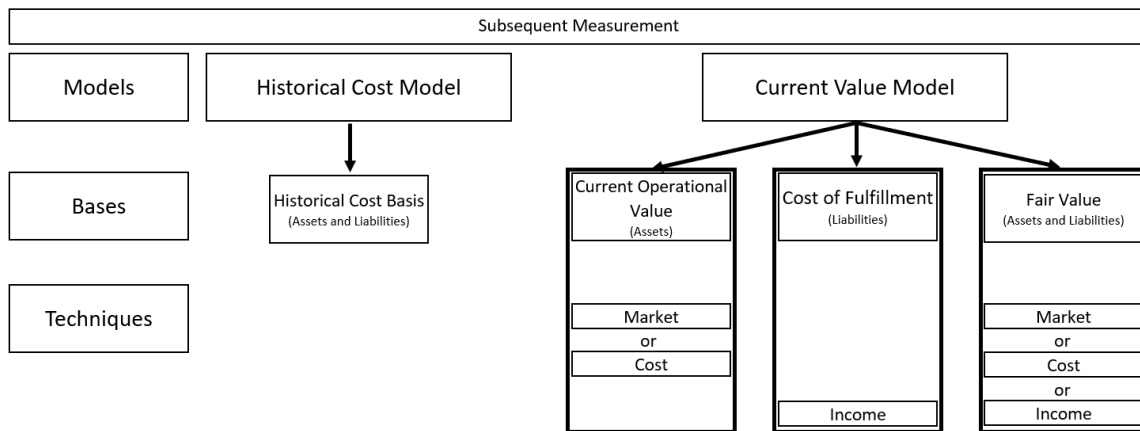 Subsequent Measurement
Models
Historical Cost Model
Current Value Model
Bases
Historical Cost Basis
(Assets and Liabilities)
Current Operational
Value
(Assets)
Cost of Fulfillment
(Liabilities)
Fair Value
(Assets and Liabilities)
Techniques
Market
or
Cost
Income
Market
or
Cost
or
Income